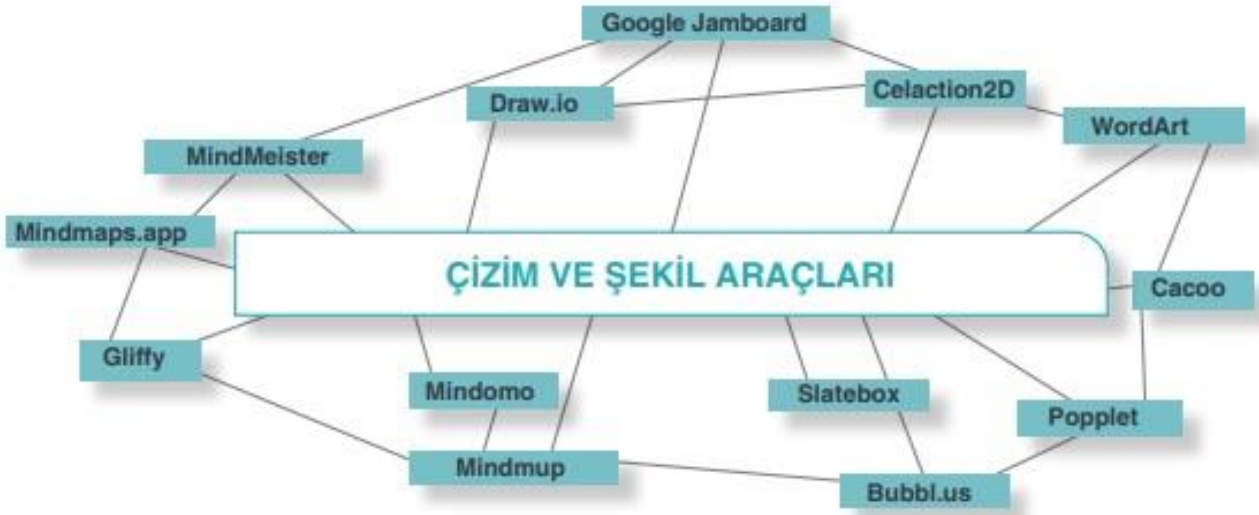 Google Jamboard
Draw.io
Celaction2D
WordArt
MindMeister
Mindmaps.app
ÇİZİM VE ŞEKİL ARAÇLARI
Cacoo
Gliffy
Mindomo
Slatebox
Popplet
Mindmup
Bubbl.us